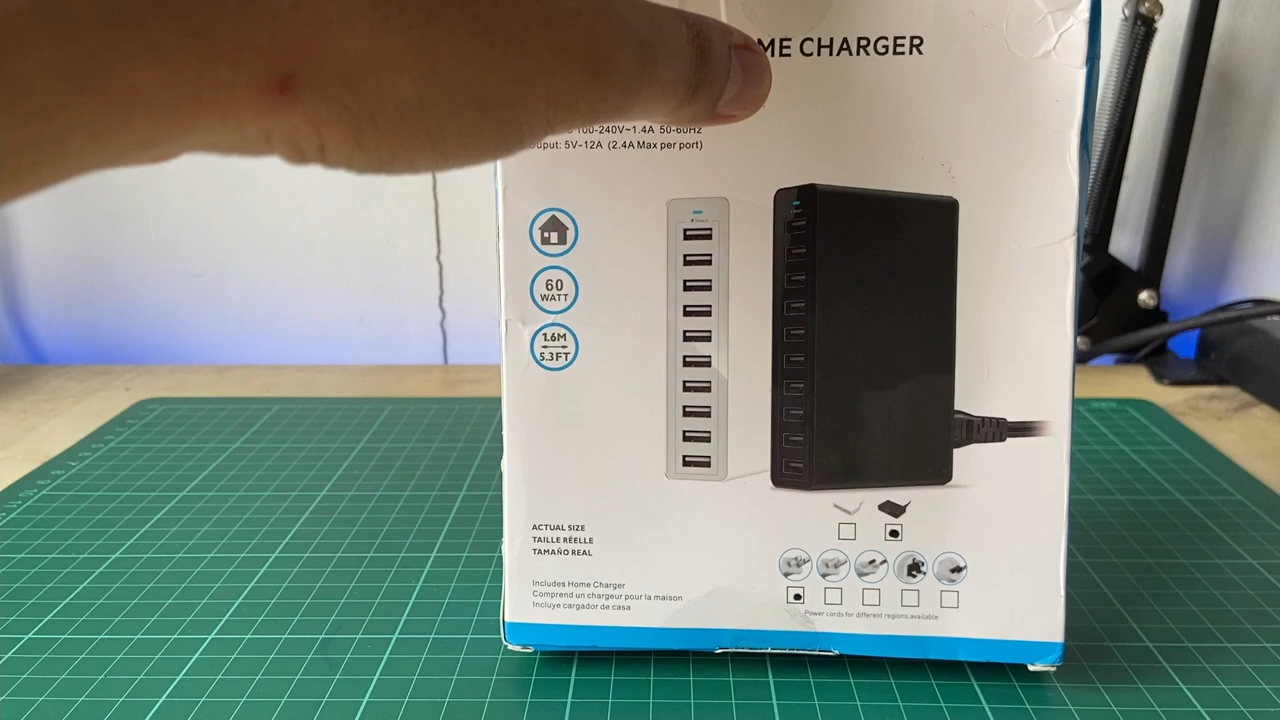 ME CHARGER
100-240V~1.4A 50-60Hz
uput: 5V⎓12A (2.4A Max per port)
60
WATT
1.6M
5.3FT
ACTUAL SIZE
TAILLE RÉELLE
TAMAÑO REAL
Includes Home Charger
Comprend un chargeur pour la maison
Incluye cargador de casa
Power cords for different regions available